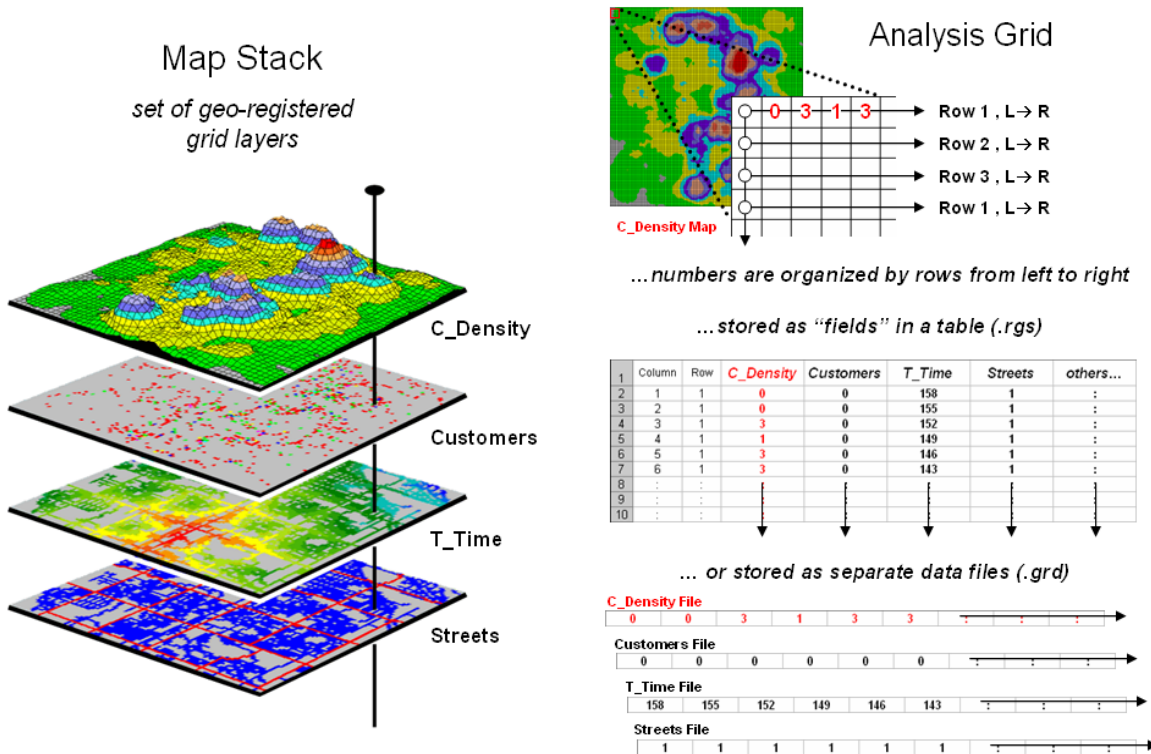 Map Stack
set of geo-registered
grid layers
C_Density
Customers
T_Time
Streets
Analysis Grid
0 3 1 3
Row 1 , L→ R
Row 2 , L→ R
Row 3 , L→ R
Row 1 , L→ R
C_Density Map
...numbers are organized by rows from left to right
...stored as “fields” in a table (.rgs)
1 Column Row C_Density Customers T_Time Streets others...
2 1 1 0 0 158 1 :
3 2 1 0 0 155 1 :
4 3 1 3 0 152 1 :
5 4 1 1 0 149 1 :
6 5 1 3 0 146 1 :
7 6 1 3 0 143 1 :
8 : : : : : : :
9 : : : : : : :
10 : : : : : : :
... or stored as separate data files (.grd)
C_Density File
0 0 3 1 3 3 : : :
Customers File
0 0 0 0 0 0 : : :
T_Time File
158 155 152 149 146 143 : : :
Streets File
1 1 1 1 1 1 : : :